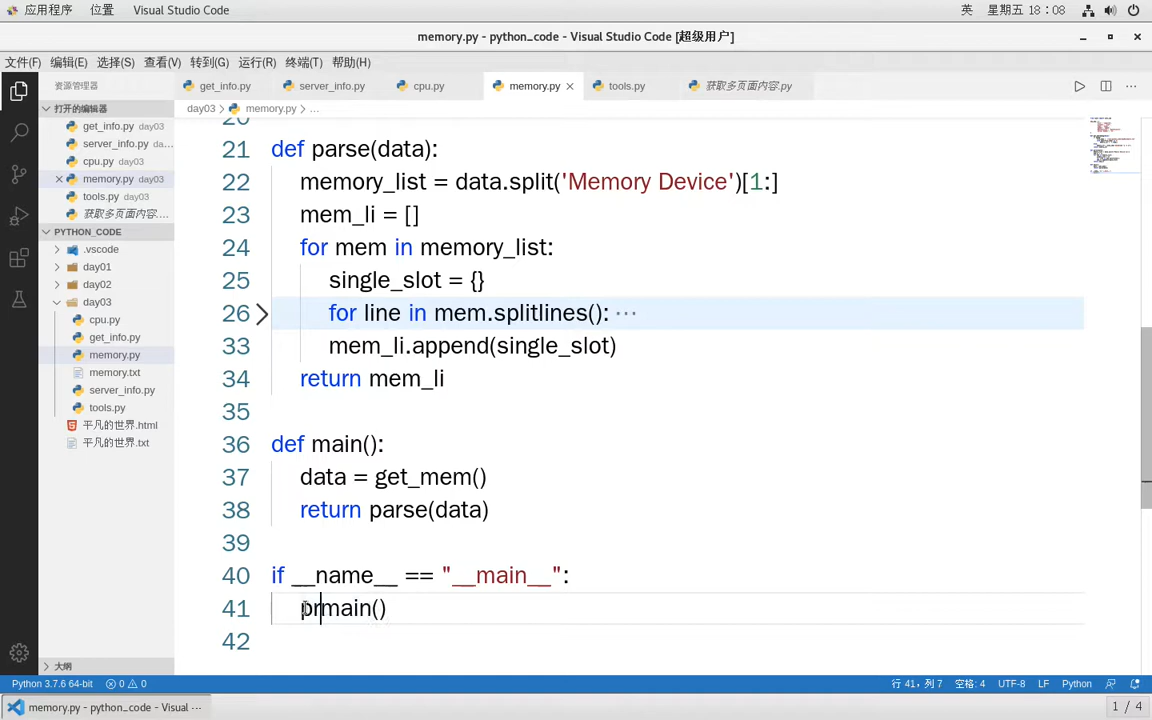 应用程序 位置 Visual Studio Code 英 星期五 18：08
memory.py - python_code - Visual Studio Code [超级用户]
文件(F) 编辑(E) 选择(S) 查看(V) 转到(G) 运行(R) 终端(T) 帮助(H)
资源管理器
get_info.py server_info.py cpu.py memory.py tools.py 获取多页面内容.py
打开的编辑器
get_info.py day03
server_info.py da...
cpu.py day03
memory.py day03
tools.py day03
获取多页面内容....
PYTHON_CODE
.vscode
day01
day02
day03
cpu.py
get_info.py
memory.py
memory.txt
server_info.py
tools.py
平凡的世界.html
平凡的世界.txt
大纲
day03 > memory.py > ...
20
21 def parse(data):
22 memory_list = data.split('Memory Device')[1:]
23 mem_li = []
24 for mem in memory_list:
25 single_slot = {}
26 for line in mem.splitlines(): ...
33 mem_li.append(single_slot)
34 return mem_li
35
36 def main():
37 data = get_mem()
38 return parse(data)
39
40 if __name__ == "__main__":
41 prmain()
42
Python 3.7.6 64-bit 0 0 行 41，列 7 空格: 4 UTF-8 LF Python
memory.py - python_code - Visual ... 1 / 4